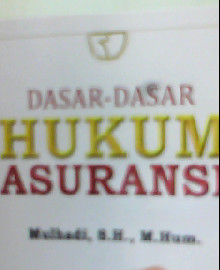 DASAR-DASAR
HUKUM
ASURANSI
Mulhadi, S.H., M.Hum.